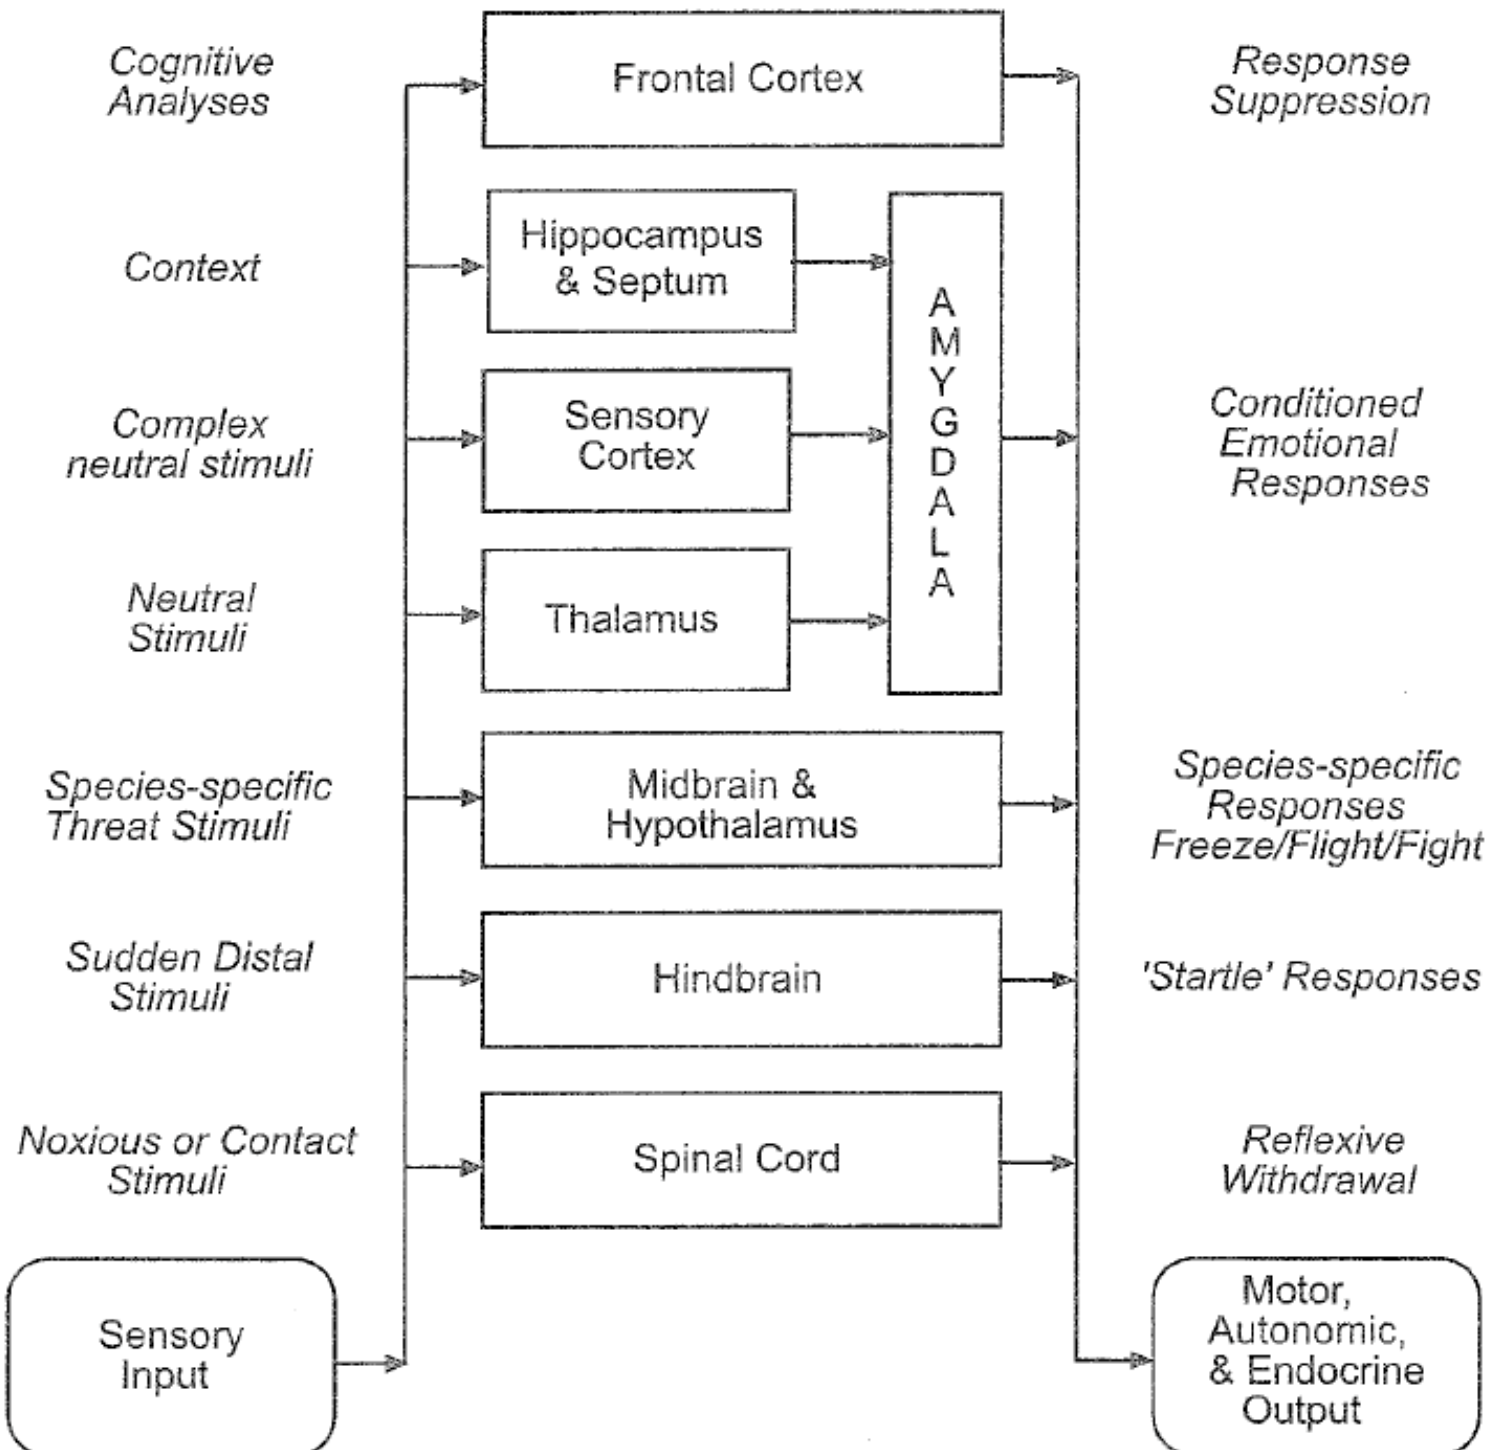 Cognitive
Analyses
Frontal Cortex
Response
Suppression
Context
Hippocampus
& Septum
AMYGDALA
Complex
neutral stimuli
Sensory
Cortex
Conditioned
Emotional
Responses
Neutral
Stimuli
Thalamus
Species-specific
Threat Stimuli
Midbrain &
Hypothalamus
Species-specific
Responses
Freeze/Flight/Fight
Sudden Distal
Stimuli
Hindbrain
'Startle' Responses
Noxious or Contact
Stimuli
Spinal Cord
Reflexive
Withdrawal
Sensory
Input
Motor,
Autonomic,
& Endocrine
Output